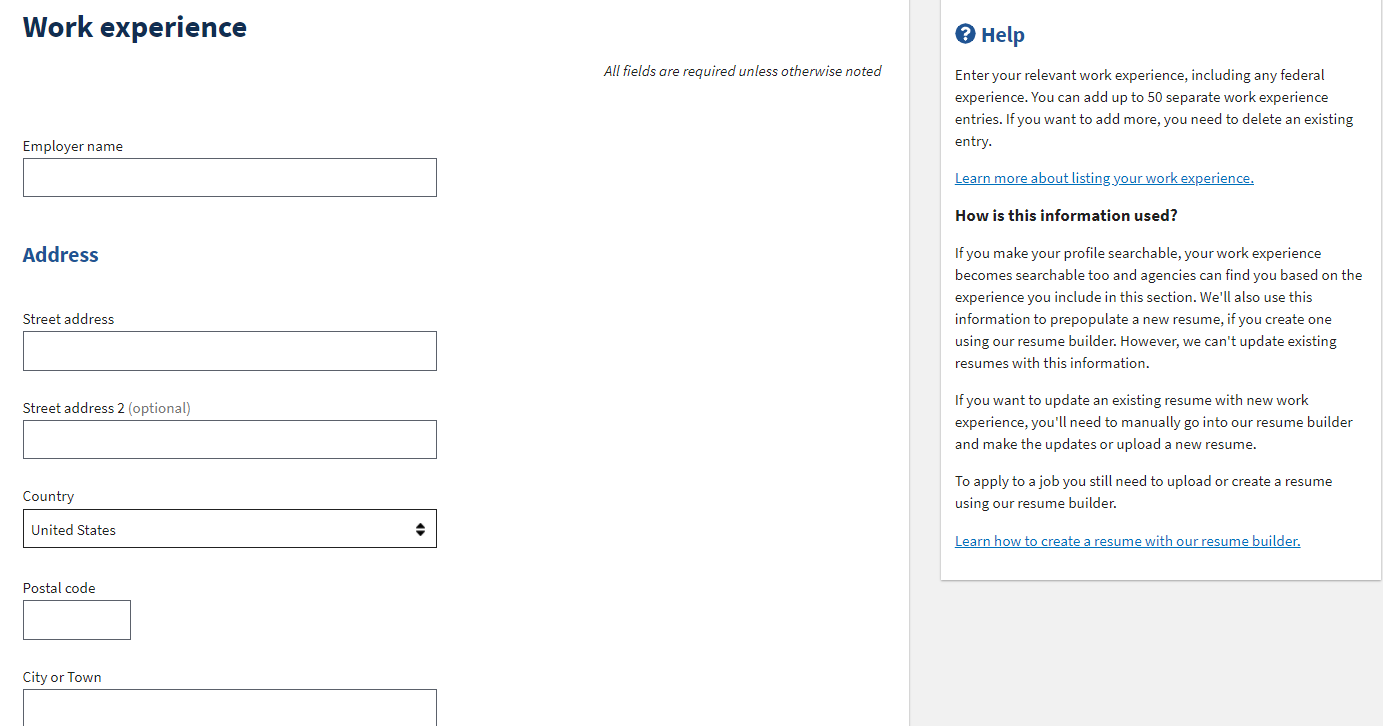 Work experience
All fields are required unless otherwise noted
Employer name
Address
Street address
Street address 2 (optional)
Country
United States
Postal code
City or Town
Help
Enter your relevant work experience, including any federal
experience. You can add up to 50 separate work experience
entries. If you want to add more, you need to delete an existing
entry.
Learn more about listing your work experience.
How is this information used?
If you make your profile searchable, your work experience
becomes searchable too and agencies can find you based on the
experience you include in this section. We'll also use this
information to prepopulate a new resume, if you create one
using our resume builder. However, we can't update existing
resumes with this information.
If you want to update an existing resume with new work
experience, you'll need to manually go into our resume builder
and make the updates or upload a new resume.
To apply to a job you still need to upload or create a resume
using our resume builder.
Learn how to create a resume with our resume builder.